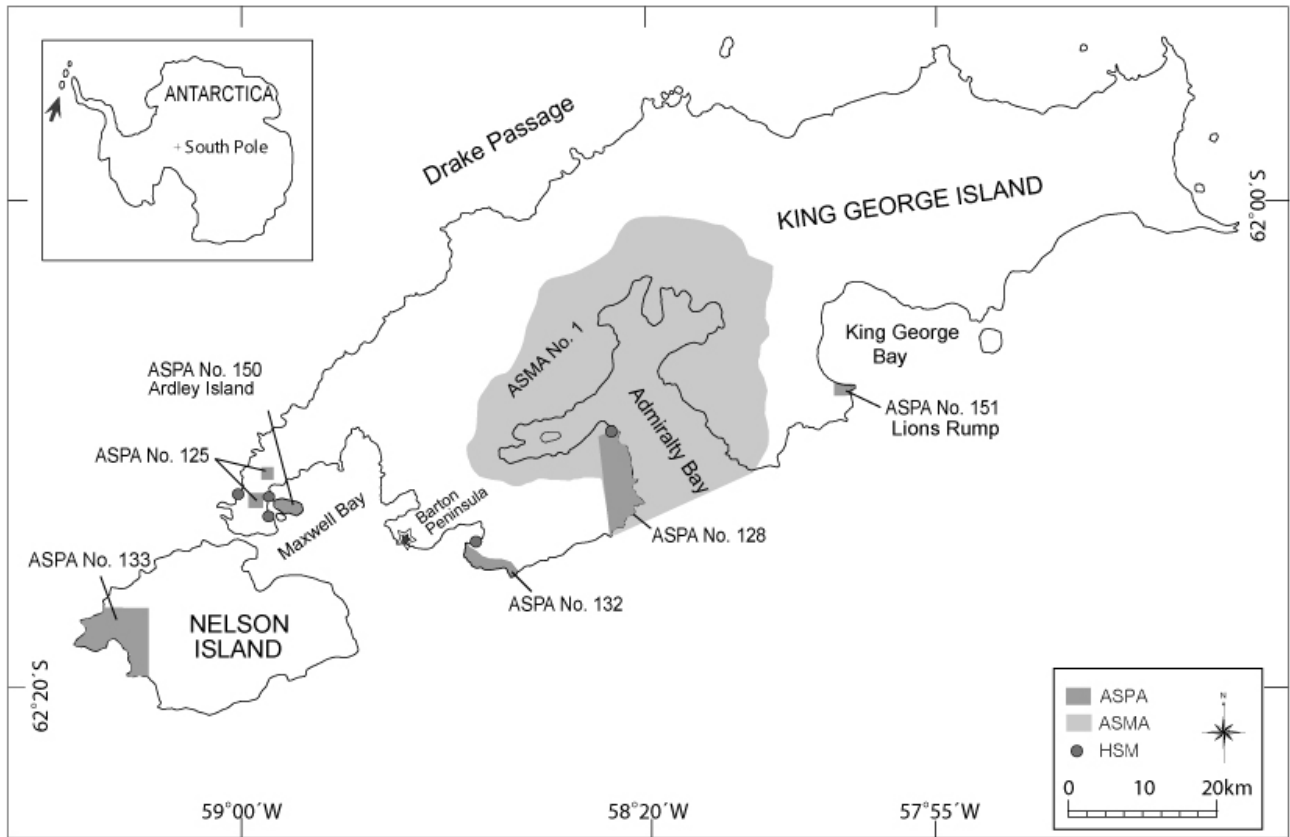 ANTARCTICA
South Pole
Drake Passage
KING GEORGE ISLAND
62°00´S
ASMA No. 1
King George
Bay
ASPA No. 150
Ardley Island
Admiralty Bay
ASPA No. 151
Lions Rump
ASPA No. 125
Maxwell Bay
Barton
Peninsula
ASPA No. 128
ASPA No. 133
ASPA No. 132
NELSON
ISLAND
62°20´S
ASPA
ASMA
HSM
N
0 10 20km
59°00´W
58°20´W
57°55´W